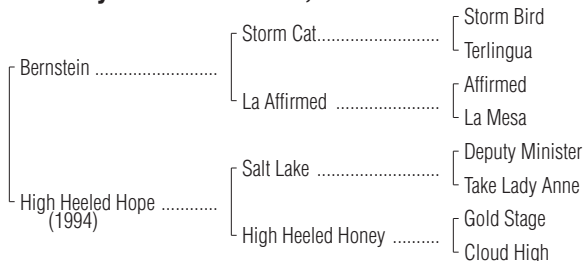 Storm Bird
Storm Cat
Terlingua
Bernstein
Affirmed
La Affirmed
La Mesa
Deputy Minister
Salt Lake
Take Lady Anne
High Heeled Hope
(1994)
Gold Stage
High Heeled Honey
Cloud High